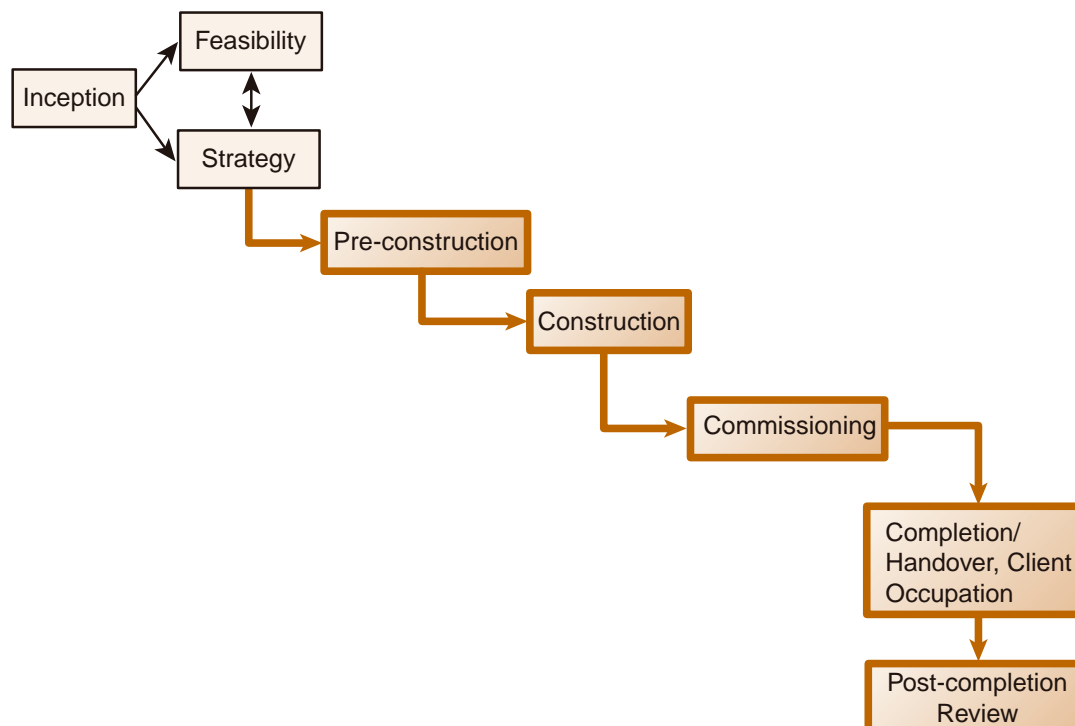 Feasibility
Inception
Strategy
Pre-construction
Construction
Commissioning
Completion/
Handover, Client
Occupation
Post-completion
Review